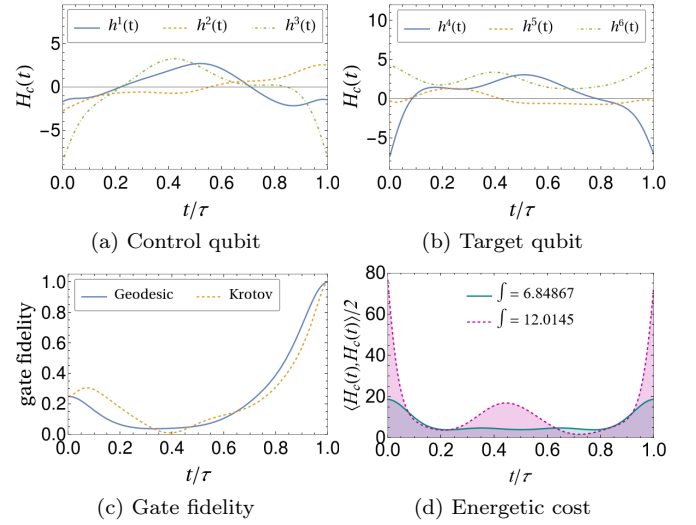 h¹(t) h²(t) h³(t)
5
0
−5
H_c(t)
0.0 0.2 0.4 0.6 0.8 1.0
t/τ
(a) Control qubit
h⁴(t) h⁵(t) h⁶(t)
10
5
0
−5
H_c(t)
0.0 0.2 0.4 0.6 0.8 1.0
t/τ
(b) Target qubit
Geodesic Krotov
1.0
0.8
0.6
0.4
0.2
0.0
gate fidelity
0.0 0.2 0.4 0.6 0.8 1.0
t/τ
(c) Gate fidelity
∫ = 6.84867
∫ = 12.0145
80
60
40
20
0
⟨H_c(t),H_c(t)⟩/2
0.0 0.2 0.4 0.6 0.8 1.0
t/τ
(d) Energetic cost